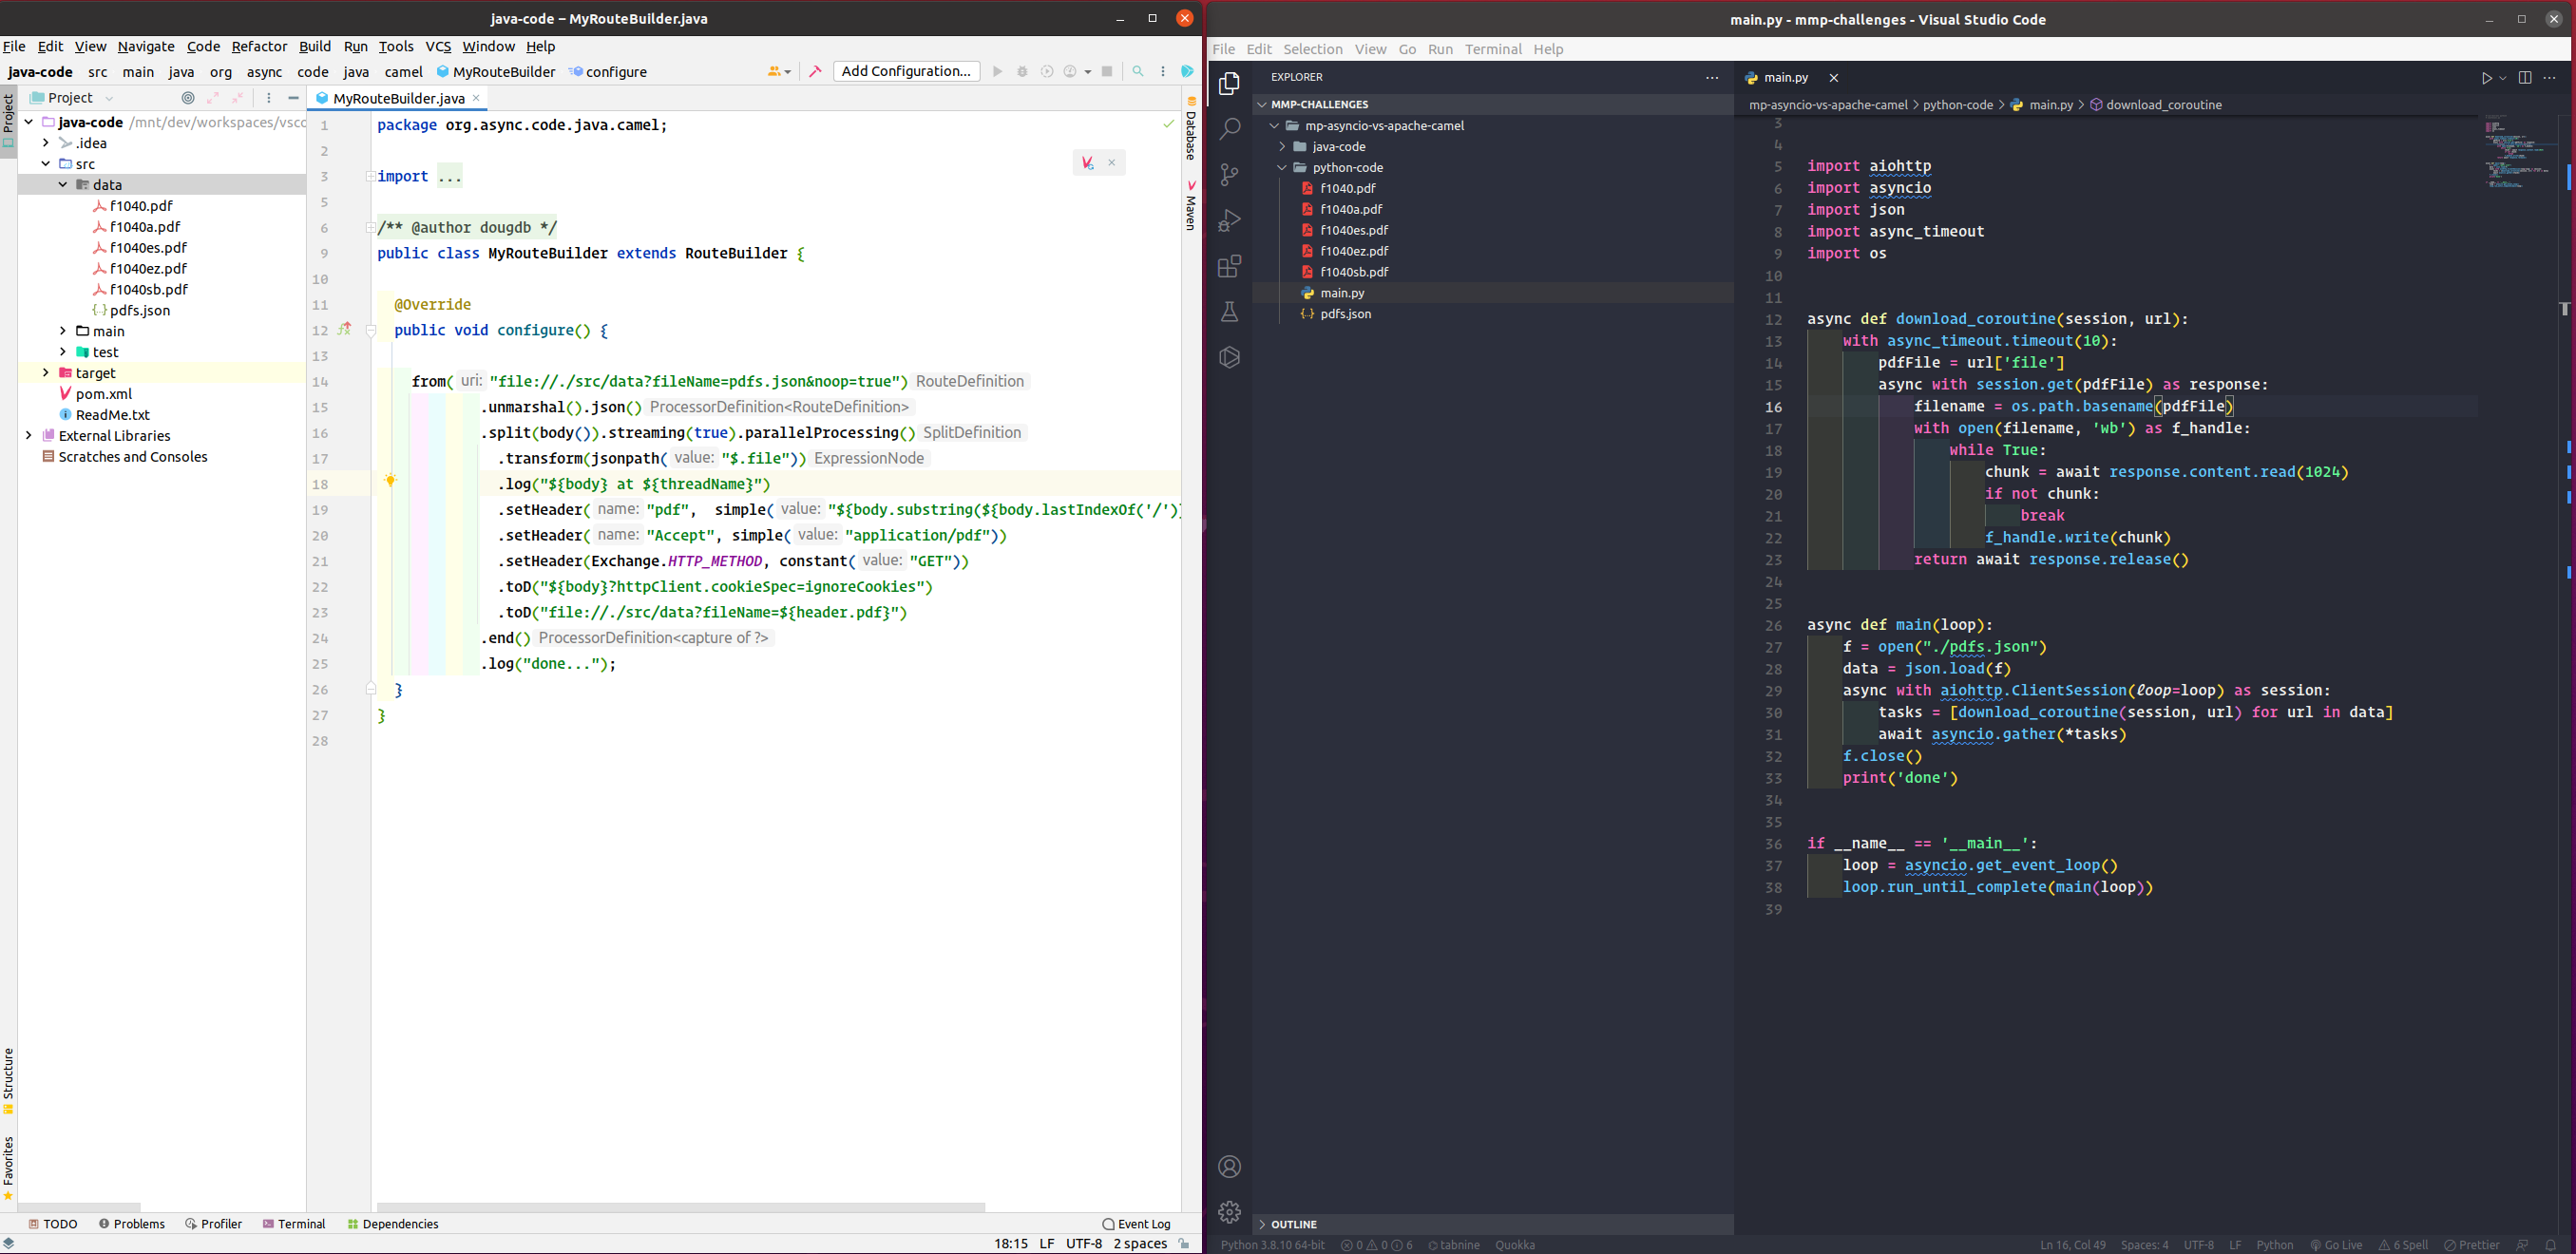 java-code – MyRouteBuilder.java
File Edit View Navigate Code Refactor Build Run Tools VCS Window Help
java-code src main java org async code java camel MyRouteBuilder configure
Add Configuration...
Project
Project
java-code /mnt/dev/workspaces/vsco
.idea
src
data
f1040.pdf
f1040a.pdf
f1040es.pdf
f1040ez.pdf
f1040sb.pdf
pdfs.json
main
test
target
pom.xml
ReadMe.txt
External Libraries
Scratches and Consoles
Structure
Favorites
MyRouteBuilder.java
1 package org.async.code.java.camel;
2
3 import ...
5
6 /** @author dougdb */
9 public class MyRouteBuilder extends RouteBuilder {
10
11 @Override
12 public void configure() {
13
14 from( uri: "file://./src/data?fileName=pdfs.json&noop=true") RouteDefinition
15 .unmarshal().json() ProcessorDefinition<RouteDefinition>
16 .split(body()).streaming(true).parallelProcessing() SplitDefinition
17 .transform(jsonpath( value: "$.file")) ExpressionNode
18 .log("${body} at ${threadName}")
19 .setHeader( name: "pdf", simple( value: "${body.substring(${body.lastIndexOf('/')}
20 .setHeader( name: "Accept", simple( value: "application/pdf"))
21 .setHeader(Exchange.HTTP_METHOD, constant( value: "GET"))
22 .toD("${body}?httpClient.cookieSpec=ignoreCookies")
23 .toD("file://./src/data?fileName=${header.pdf}")
24 .end() ProcessorDefinition<capture of ?>
25 .log("done...");
26 }
27 }
28
Database
Maven
TODO Problems Profiler Terminal Dependencies Event Log
18:15 LF UTF-8 2 spaces
main.py - mmp-challenges - Visual Studio Code
File Edit Selection View Go Run Terminal Help
EXPLORER
MMP-CHALLENGES
mp-asyncio-vs-apache-camel
java-code
python-code
f1040.pdf
f1040a.pdf
f1040es.pdf
f1040ez.pdf
f1040sb.pdf
main.py
pdfs.json
OUTLINE
main.py
mp-asyncio-vs-apache-camel > python-code > main.py > download_coroutine
3
4
5 import aiohttp
6 import asyncio
7 import json
8 import async_timeout
9 import os
10
11
12 async def download_coroutine(session, url):
13 with async_timeout.timeout(10):
14 pdfFile = url['file']
15 async with session.get(pdfFile) as response:
16 filename = os.path.basename(pdfFile)
17 with open(filename, 'wb') as f_handle:
18 while True:
19 chunk = await response.content.read(1024)
20 if not chunk:
21 break
22 f_handle.write(chunk)
23 return await response.release()
24
25
26 async def main(loop):
27 f = open("./pdfs.json")
28 data = json.load(f)
29 async with aiohttp.ClientSession(loop=loop) as session:
30 tasks = [download_coroutine(session, url) for url in data]
31 await asyncio.gather(*tasks)
32 f.close()
33 print('done')
34
35
36 if __name__ == '__main__':
37 loop = asyncio.get_event_loop()
38 loop.run_until_complete(main(loop))
39
Python 3.8.10 64-bit 0 0 6 tabnine Quokka Ln 16, Col 49 Spaces: 4 UTF-8 LF Python Go Live 6 Spell Prettier